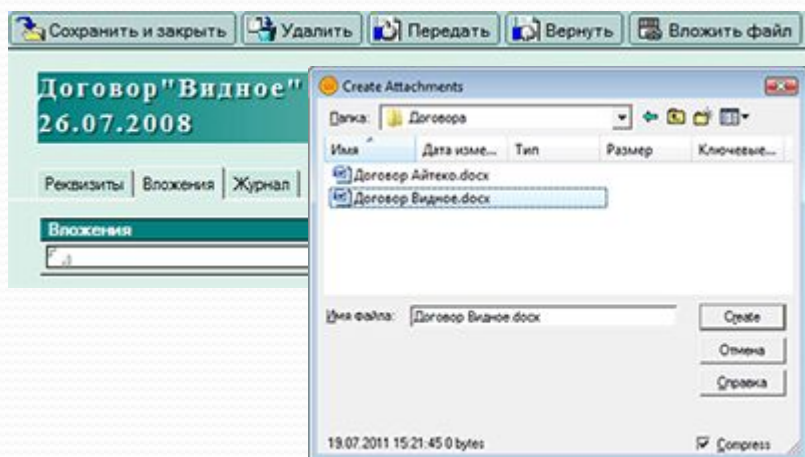 Сохранить и закрыть Удалить Передать Вернуть Вложить файл
Договор"Видное"
26.07.2008
Реквизиты Вложения Журнал
Вложения
Create Attachments
Папка: Договора
Имя Дата изме... Тип Размер Ключевые...
Договор Айтеко.docx
Договор Видное.docx
Имя файла: Договор Видное.docx
Create
Отмена
Справка
19.07.2011 15:21:45 0 bytes
Compress